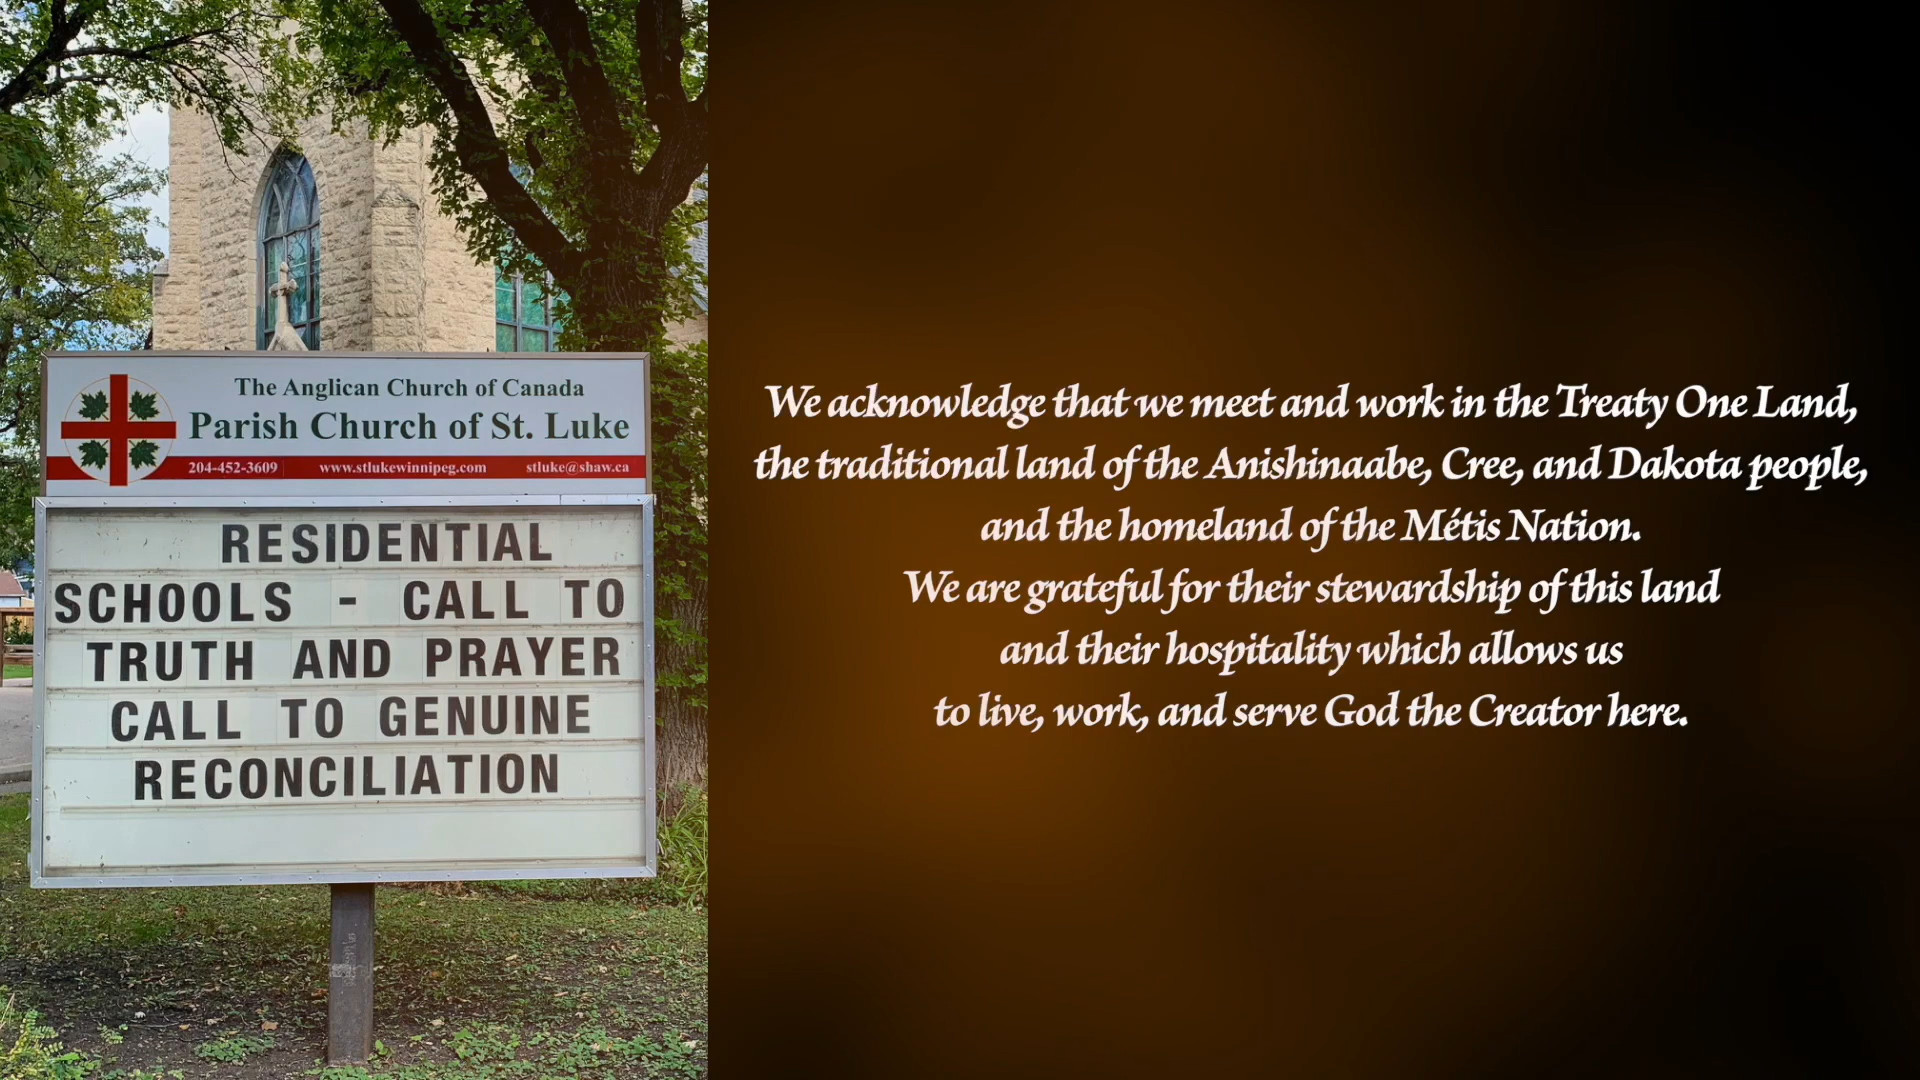 The Anglican Church of Canada
Parish Church of St. Luke
204-452-3609 www.stlukewinnipeg.com stluke@shaw.ca
RESIDENTIAL
SCHOOLS - CALL TO
TRUTH AND PRAYER
CALL TO GENUINE
RECONCILIATION
We acknowledge that we meet and work in the Treaty One Land,
the traditional land of the Anishinaabe, Cree, and Dakota people,
and the homeland of the Métis Nation.
We are grateful for their stewardship of this land
and their hospitality which allows us
to live, work, and serve God the Creator here.